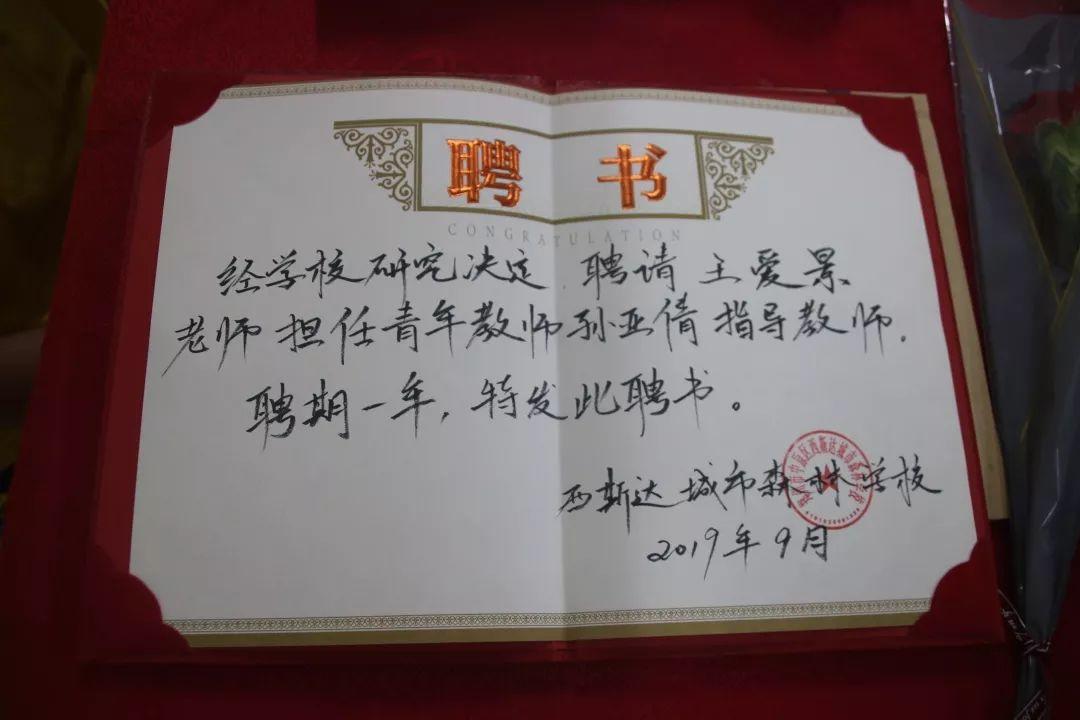 聘书
CONGRATULATION
经学校研究决定 聘请 王爱景
老师 担任青年教师孙亚倩 指导教师.
聘期一年,特发此聘书。
西斯达城市森林学校
2019年9月